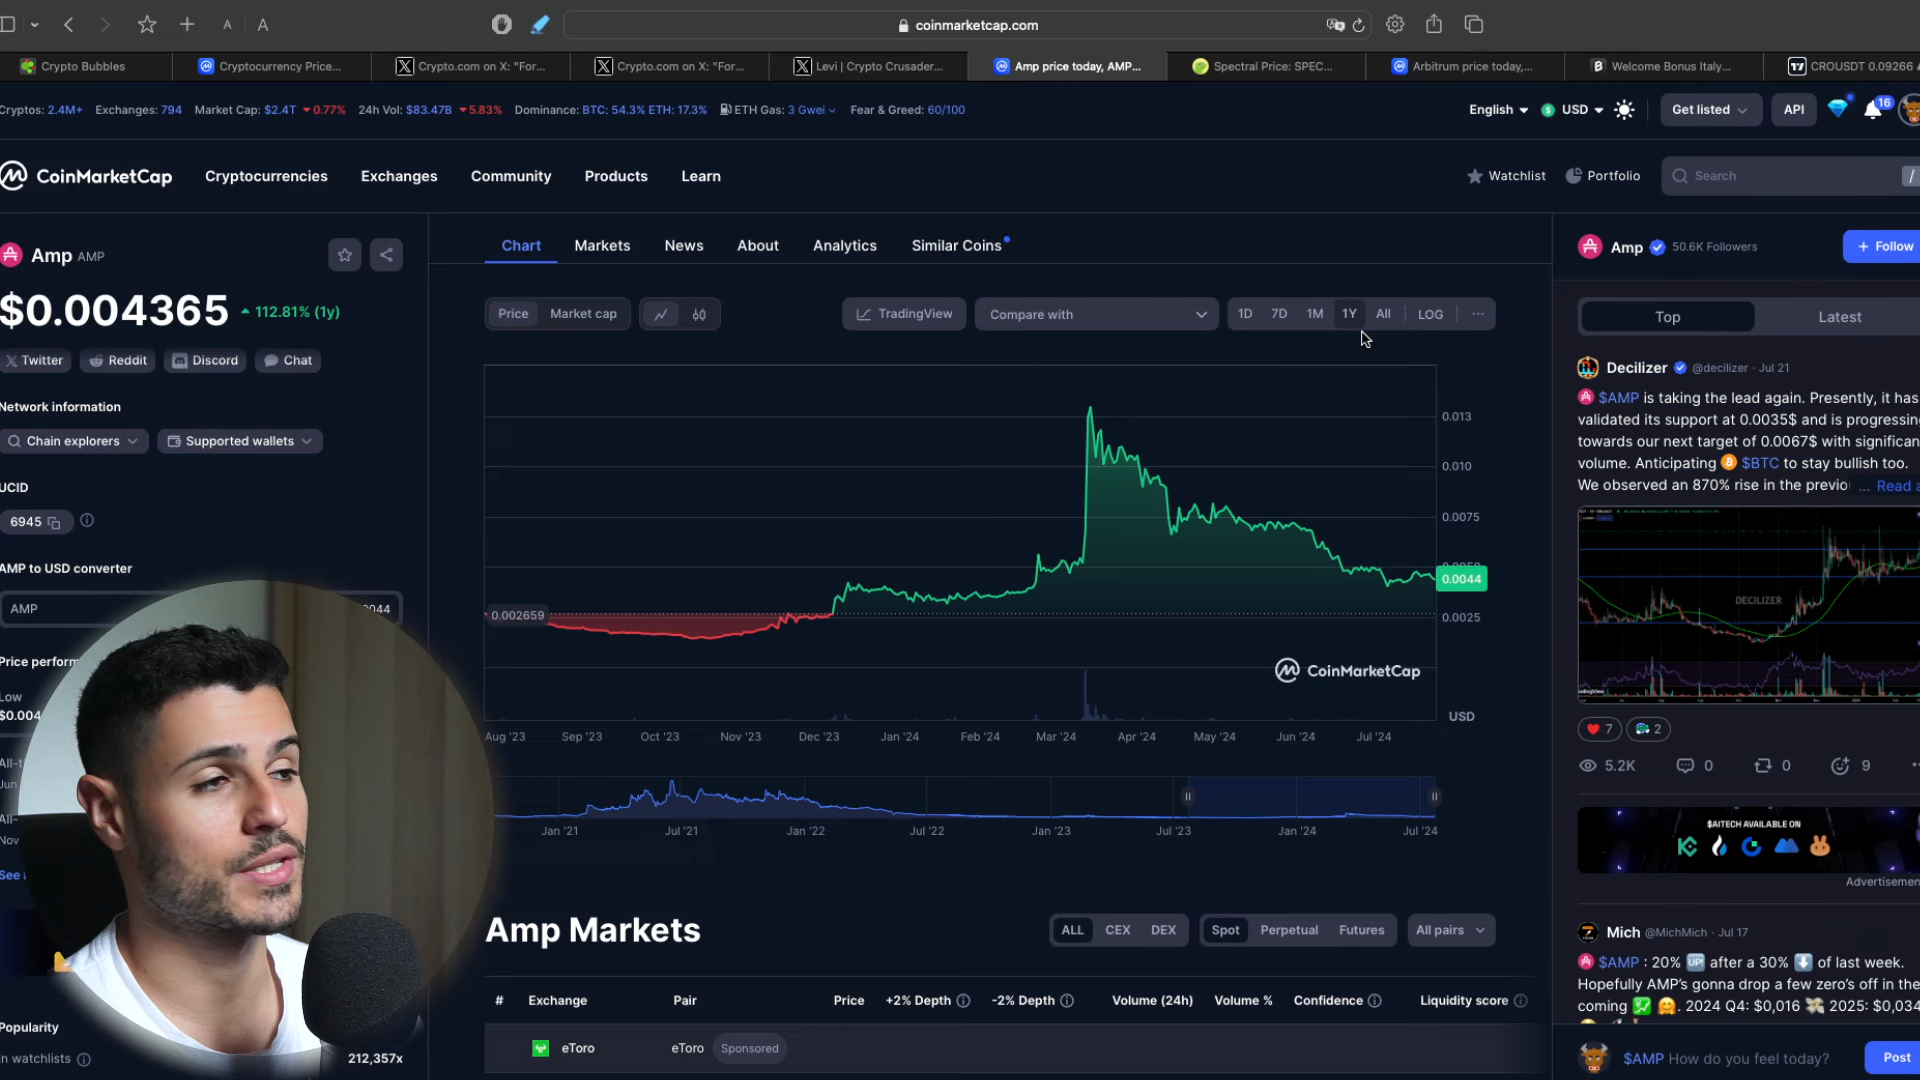 coinmarketcap.com
Crypto Bubbles
Cryptocurrency Price...
Crypto.com on X: "For...
Crypto.com on X: "For...
Levi | Crypto Crusader...
Amp price today, AMP...
Spectral Price: SPEC...
Arbitrum price today,...
Welcome Bonus Italy...
CROUSDT 0.09266
Cryptos: 2.4M+ Exchanges: 794 Market Cap: $2.4T 0.77% 24h Vol: $83.47B 5.83% Dominance: BTC: 54.3% ETH: 17.3% ETH Gas: 3 Gwei Fear & Greed: 60/100
English USD Get listed API 16
CoinMarketCap Cryptocurrencies Exchanges Community Products Learn
Watchlist Portfolio Search /
Amp AMP
$0.004365 112.81% (1y)
Twitter Reddit Discord Chat
Network information
Chain explorers Supported wallets
UCID
6945
AMP to USD converter
AMP
Low
$0.004
Popularity
In watchlists 212,357x
Chart Markets News About Analytics Similar Coins
Price Market cap TradingView Compare with 1D 7D 1M 1Y All LOG
0.013
0.010
0.0075
0.0044
0.002659
0.0025
CoinMarketCap
USD
Aug '23 Sep '23 Oct '23 Nov '23 Dec '23 Jan '24 Feb '24 Mar '24 Apr '24 May '24 Jun '24 Jul '24
Jan '21 Jul '21 Jan '22 Jul '22 Jan '23 Jul '23 Jan '24 Jul '24
Amp Markets ALL CEX DEX Spot Perpetual Futures All pairs
# Exchange Pair Price +2% Depth -2% Depth Volume (24h) Volume % Confidence Liquidity score
eToro eToro Sponsored
Amp 50.6K Followers + Follow
Top Latest
Decilizer @decilizer · Jul 21
$AMP is taking the lead again. Presently, it has
validated its support at 0.0035$ and is progressing
towards our next target of 0.0067$ with significan
volume. Anticipating $BTC to stay bullish too.
We observed an 870% rise in the previo ... Read
DECILIZER
7 2
5.2K 0 0 9
$AITECH AVAILABLE ON
Advertisemen
Mich @MichMich · Jul 17
$AMP : 20% UP! after a 30% of last week.
Hopefully AMP's gonna drop a few zero's off in the
coming . 2024 Q4: $0,016 2025: $0,034
$AMP How do you feel today? Post